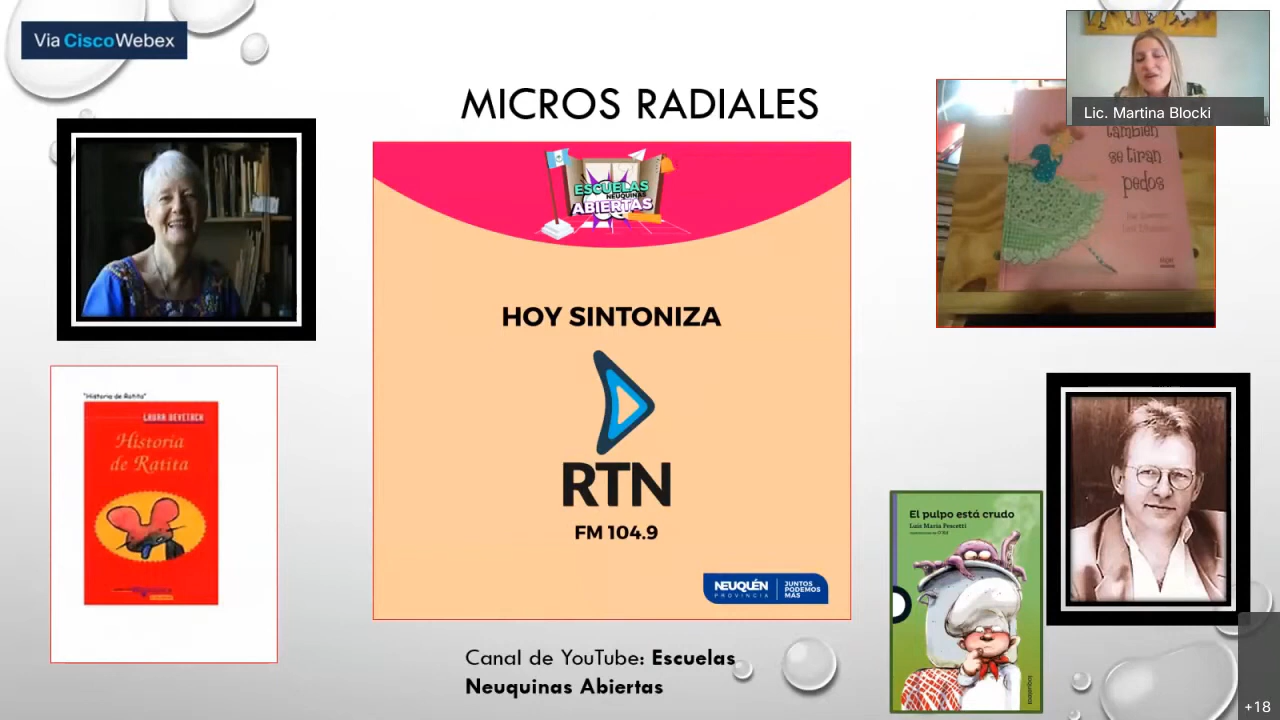 Via CiscoWebex
MICROS RADIALES
Lic. Martina Blocki
también
se tiran
pedos
ESCUELAS
NEUQUINAS
ABIERTAS
HOY SINTONIZA
RTN
FM 104.9
NEUQUÉN
PROVINCIA
JUNTOS
PODEMOS
MÁS
"Historia de Ratita"
LAURA DEVETACH
Historia
de Ratita
El pulpo está crudo
Luis María Pescetti
loqueleo
Canal de YouTube: Escuelas
Neuquinas Abiertas
+18